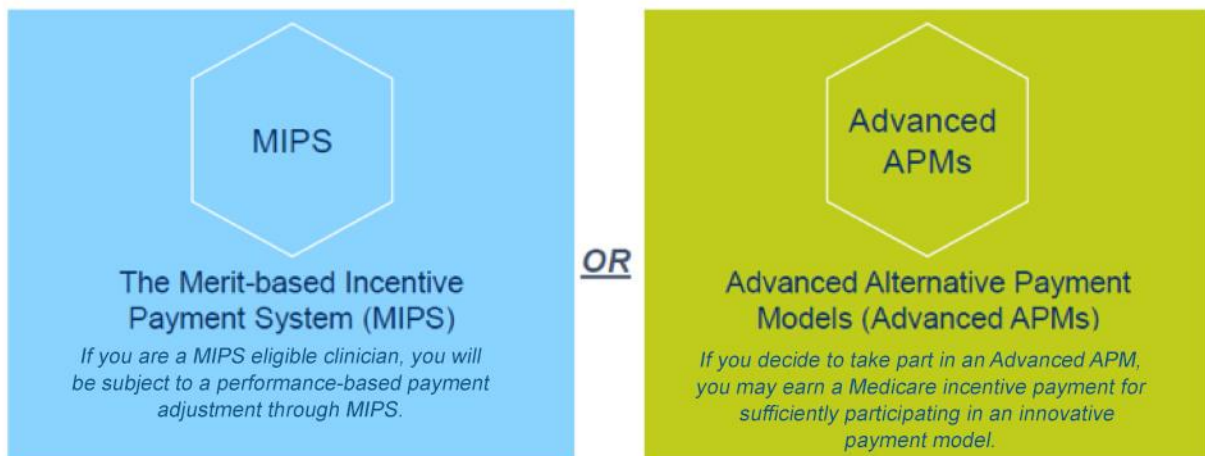 MIPS
The Merit-based Incentive
Payment System (MIPS)
If you are a MIPS eligible clinician, you will
be subject to a performance-based payment
adjustment through MIPS.
OR
Advanced
APMs
Advanced Alternative Payment
Models (Advanced APMs)
If you decide to take part in an Advanced APM,
you may earn a Medicare incentive payment for
sufficiently participating in an innovative
payment model.